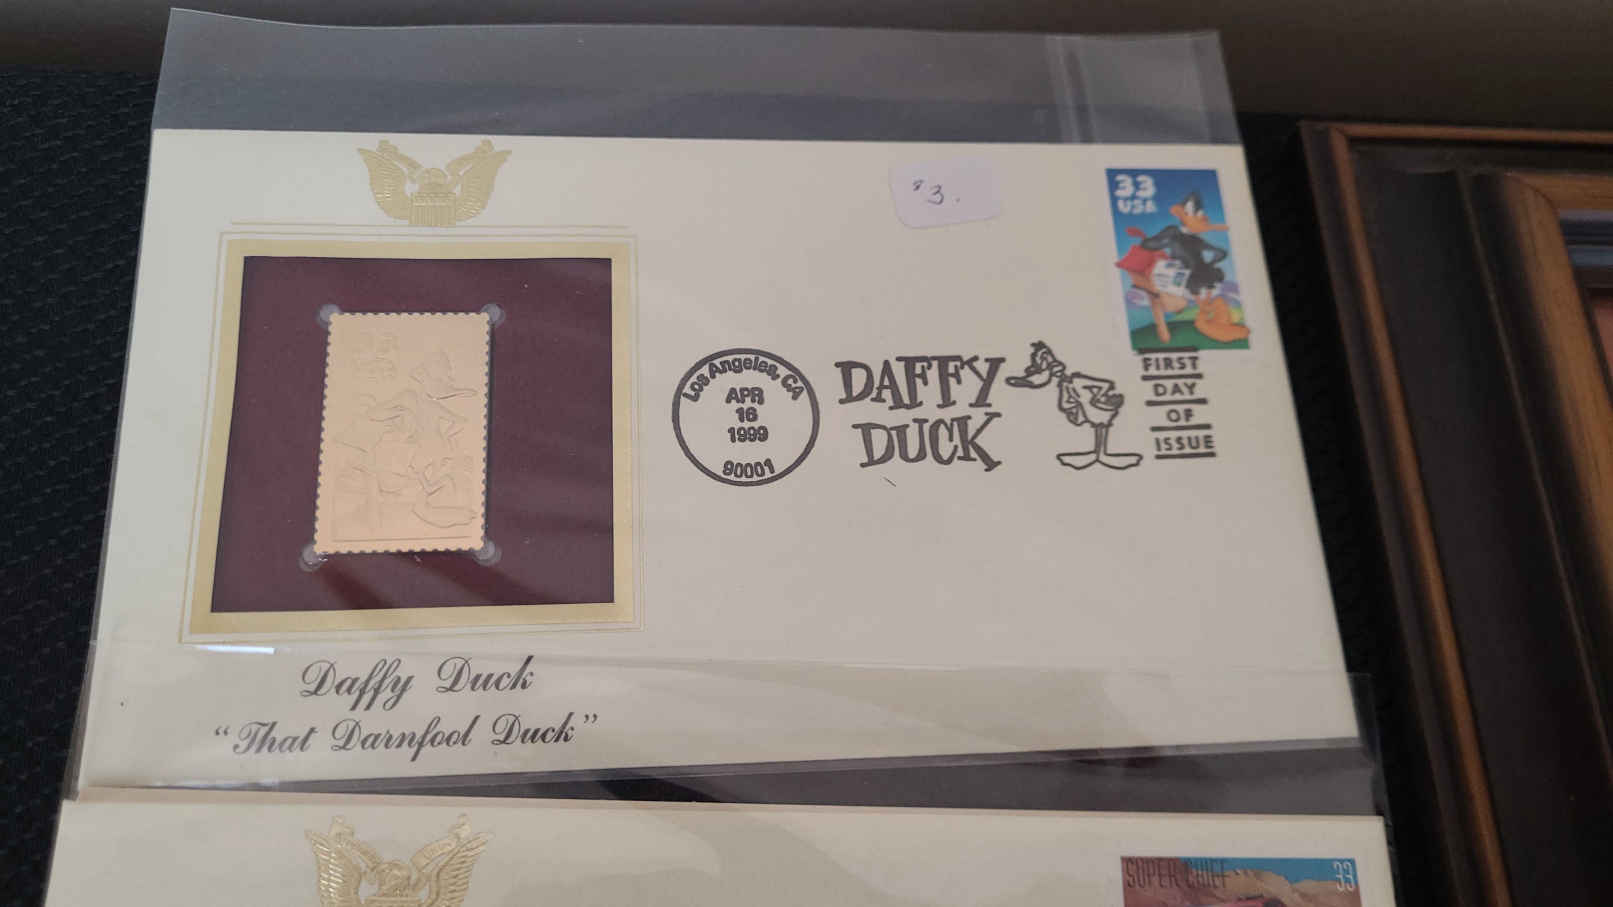 $3.
33
USA
Los Angeles, CA
APR
16
1999
90001
DAFFY
DUCK
FIRST
DAY
OF
ISSUE
Daffy Duck
"That Darnfool Duck"
SUPER CHIEF
33